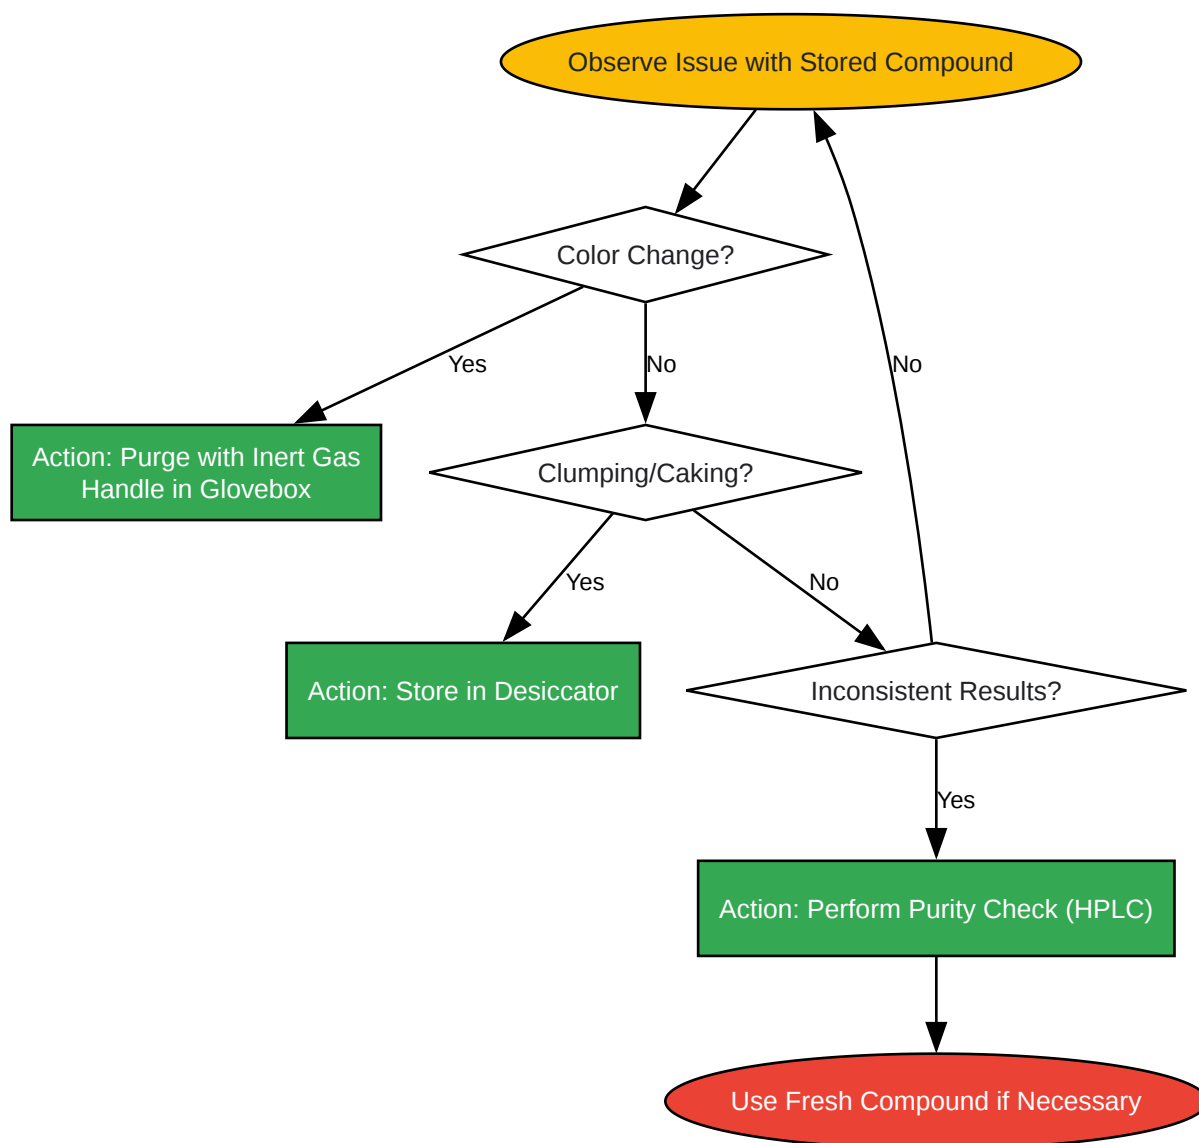 Observe Issue with Stored Compound
Color Change?
Yes
No
No
Action: Purge with Inert Gas
Handle in Glovebox
Clumping/Caking?
Yes
No
Action: Store in Desiccator
Inconsistent Results?
Yes
Action: Perform Purity Check (HPLC)
Use Fresh Compound if Necessary